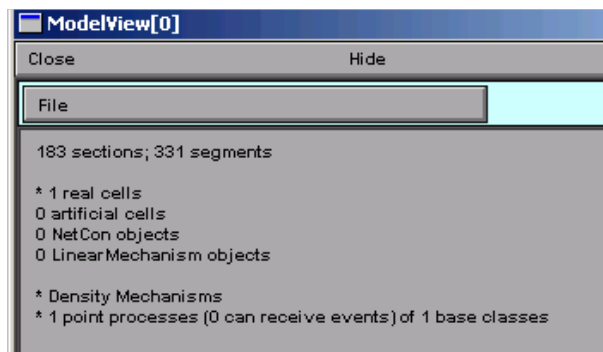 ModelView[0]
Close Hide
File
183 sections; 331 segments
* 1 real cells
0 artificial cells
0 NetCon objects
0 LinearMechanism objects
* Density Mechanisms
* 1 point processes (0 can receive events) of 1 base classes